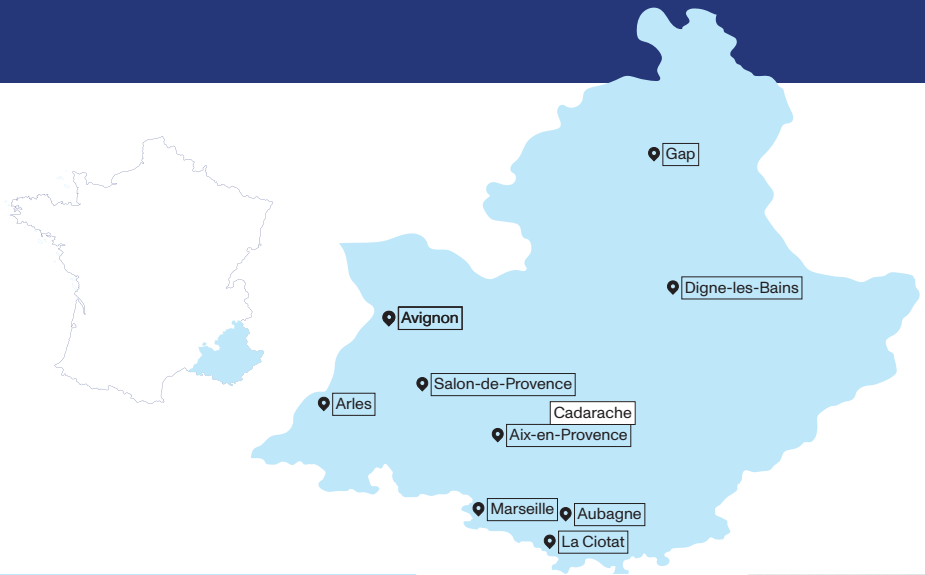 Gap
Digne-les-Bains
Avignon
Salon-de-Provence
Arles
Cadarache
Aix-en-Provence
Marseille
Aubagne
La Ciotat